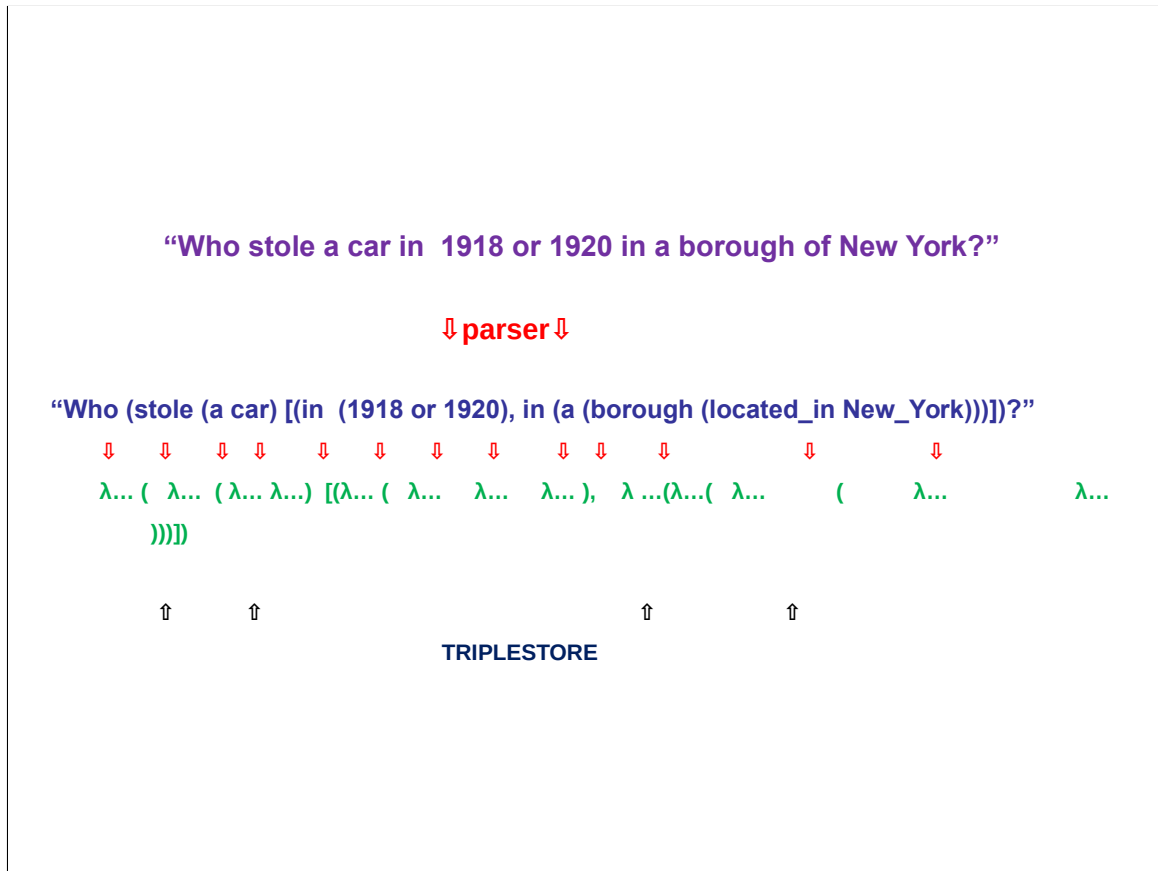 “Who stole a car in 1918 or 1920 in a borough of New York?”
⇩parser⇩
“Who (stole (a car) [(in (1918 or 1920), in (a (borough (located_in New_York)))])?”
⇩ ⇩ ⇩ ⇩ ⇩ ⇩ ⇩ ⇩ ⇩ ⇩ ⇩ ⇩ ⇩
λ… ( λ… ( λ… λ…) [(λ… ( λ… λ… λ… ), λ …(λ…( λ… ( λ… λ…
)))])
⇧ ⇧ ⇧ ⇧
TRIPLESTORE